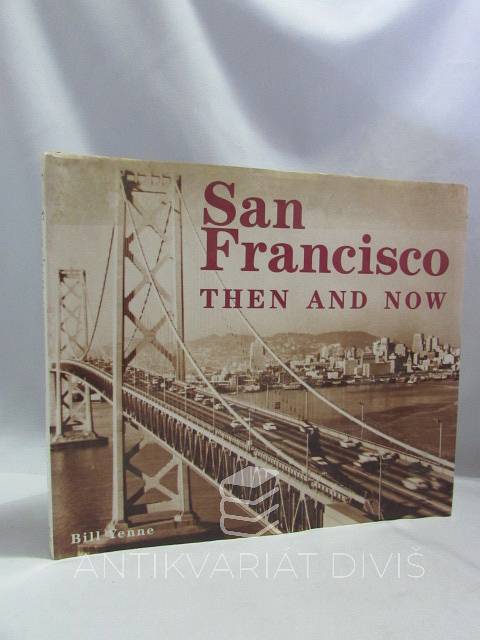 San
Francisco
THEN AND NOW
Bill Yenne
ANTIKVARIÁT DIVIŠ